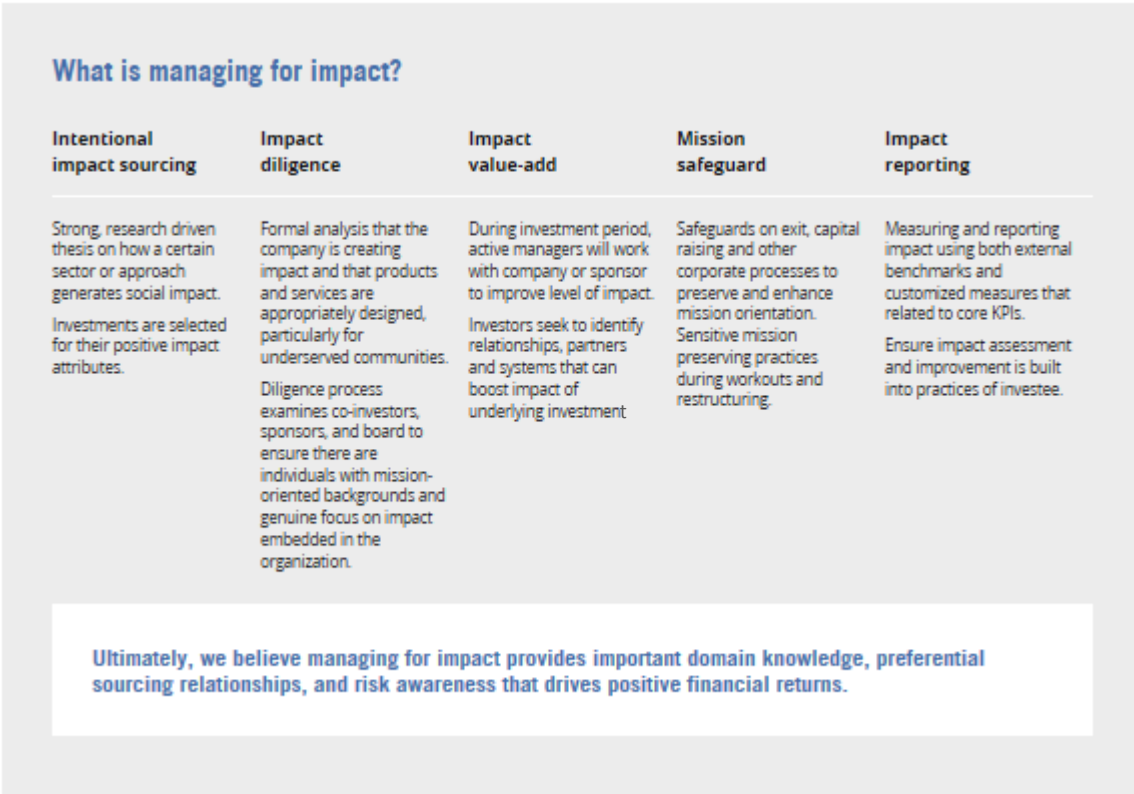 What is managing for impact?
Intentional
impact sourcing
Strong, research driven
thesis on how a certain
sector or approach
generates social impact.
Investments are selected
for their positive impact
attributes.
Impact
diligence
Formal analysis that the
company is creating
impact and that products
and services are
appropriately designed,
particularly for
underserved communities.
Diligence process
examines co-investors,
sponsors, and board to
ensure there are
individuals with mission-
oriented backgrounds and
genuine focus on impact
embedded in the
organization.
Impact
value-add
During investment period,
active managers will work
with company or sponsor
to improve level of impact.
Investors seek to identify
relationships, partners
and systems that can
boost impact of
underlying investment
Mission
safeguard
Safeguards on exit, capital
raising and other
corporate processes to
preserve and enhance
mission orientation.
Sensitive mission
preserving practices
during workouts and
restructuring.
Impact
reporting
Measuring and reporting
impact using both external
benchmarks and
customized measures that
related to core KPIs.
Ensure impact assessment
and improvement is built
into practices of investee.
Ultimately, we believe managing for impact provides important domain knowledge, preferential
sourcing relationships, and risk awareness that drives positive financial returns.